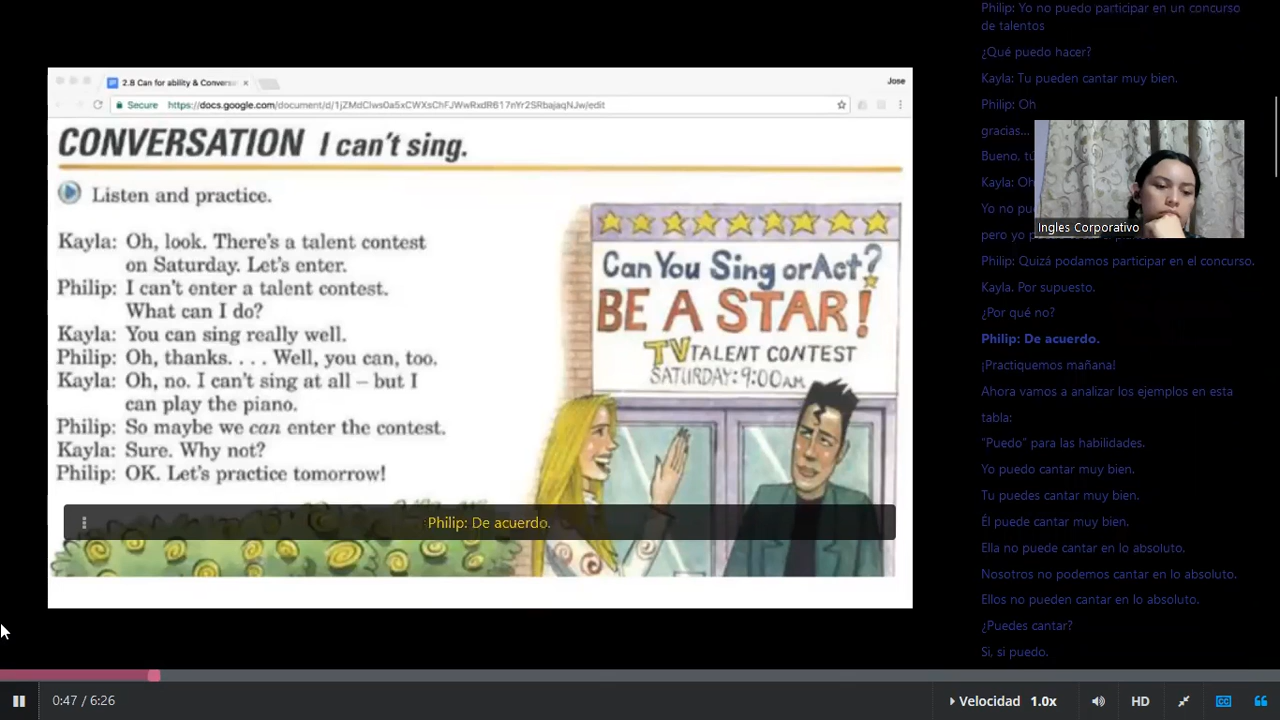 2.8 Can for ability & Conversa
Jose
Secure https://docs.google.com/document/d/1jZMdClws0a5xCWXsChFJWwRxdR617nYr2SRbajaqNJw/edit
CONVERSATION I can't sing.
Listen and practice.
Kayla: Oh, look. There's a talent contest
on Saturday. Let's enter.
Philip: I can't enter a talent contest.
What can I do?
Kayla: You can sing really well.
Philip: Oh, thanks. . . . Well, you can, too.
Kayla: Oh, no. I can't sing at all – but I
can play the piano.
Philip: So maybe we can enter the contest.
Kayla: Sure. Why not?
Philip: OK. Let's practice tomorrow!
Can You Sing or Act?
BE A STAR!
TV TALENT CONTEST
SATURDAY: 9:00 AM
Philip: De acuerdo.
Philip: Yo no puedo participar en un concurso
de talentos
¿Qué puedo hacer?
Kayla: Tu pueden cantar muy bien.
Philip: Oh
gracias...
Bueno, tú
Kayla: Oh
Yo no
pero yo
Philip: Quizá podamos participar en el concurso.
Kayla. Por supuesto.
¿Por qué no?
Philip: De acuerdo.
¡Practiquemos mañana!
Ahora vamos a analizar los ejemplos en esta
tabla:
"Puedo" para las habilidades.
Yo puedo cantar muy bien.
Tu puedes cantar muy bien.
Él puede cantar muy bien.
Ella no puede cantar en lo absoluto.
Nosotros no podemos cantar en lo absoluto.
Ellos no pueden cantar en lo absoluto.
¿Puedes cantar?
Si, si puedo.
Ingles Corporativo
0:47 / 6:26
Velocidad 1.0x
HD
CC